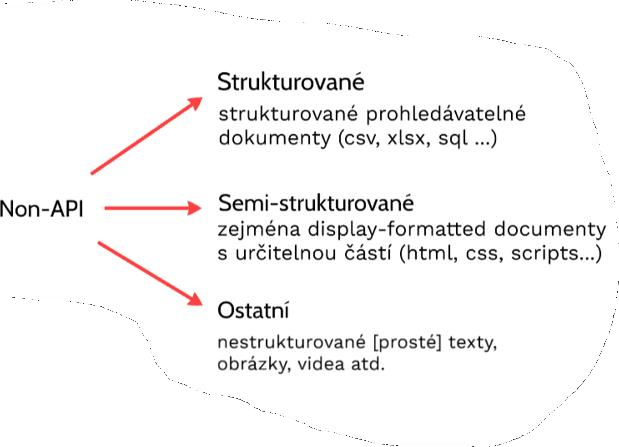 Strukturované
strukturované prohledávatelné
dokumenty (csv, xlsx, sql ...)
Non-API
Semi-strukturované
zejména display-formatted documenty
s určitelnou částí (html, css, scripts...)
Ostatní
nestrukturované [prosté] texty,
obrázky, videa atd.